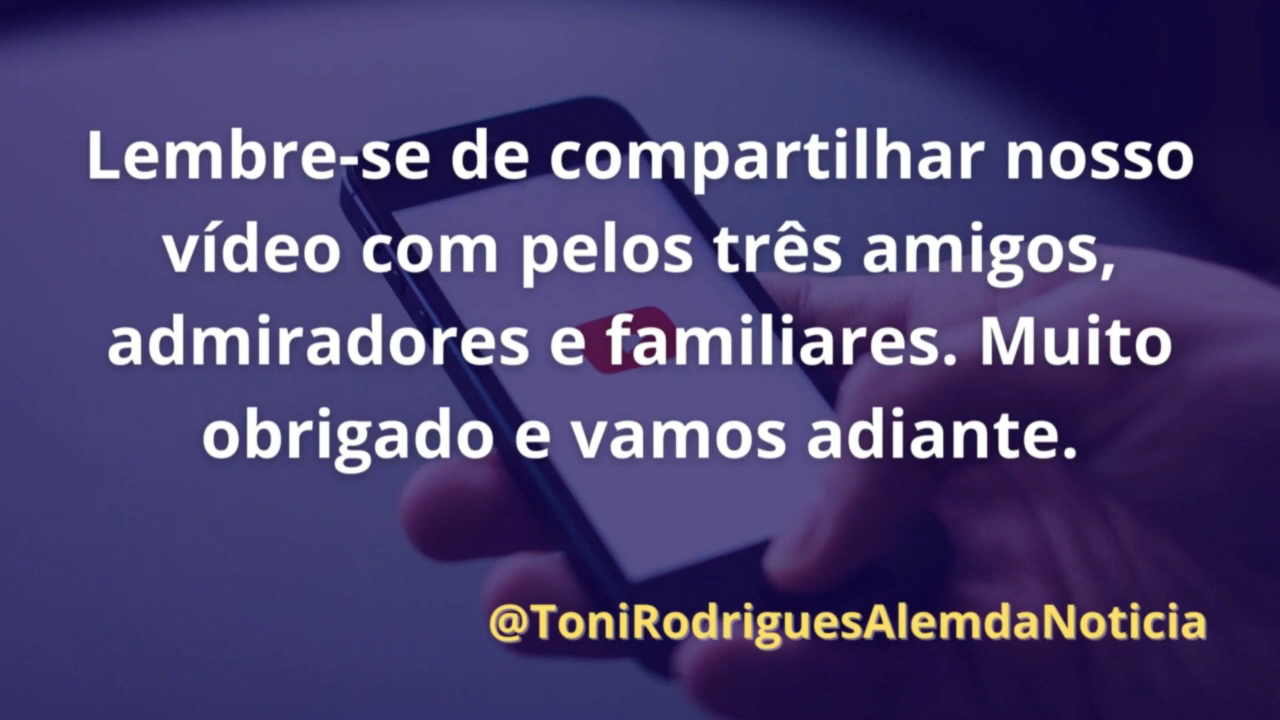 Lembre-se de compartilhar nosso
vídeo com pelos três amigos,
admiradores e familiares. Muito
obrigado e vamos adiante.
@ToniRodriguesAlemdaNoticia